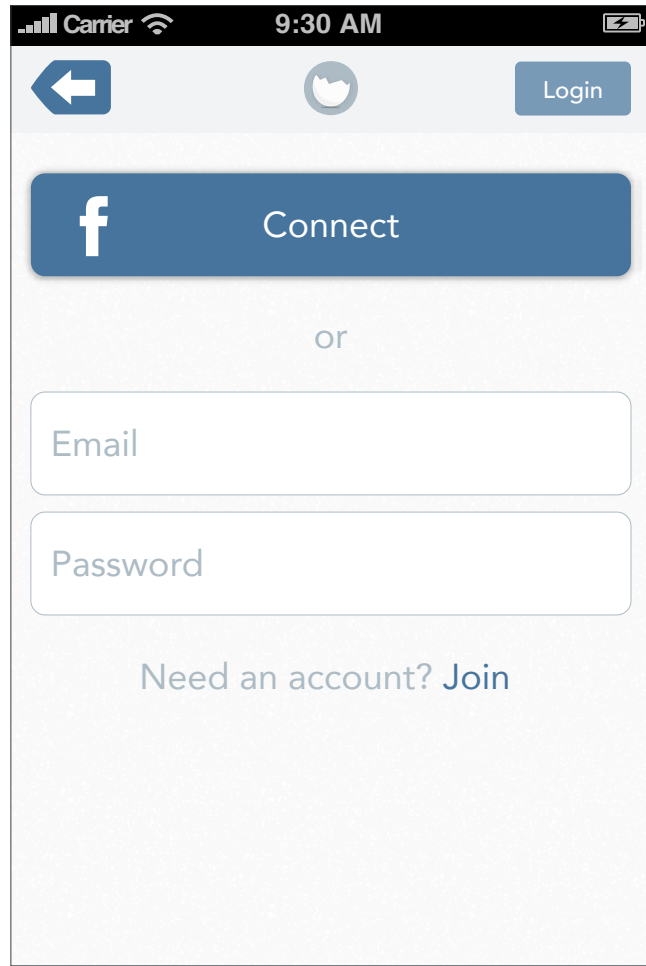 Carrier 9:30 AM
Login
f Connect
or
Email
Password
Need an account? Join